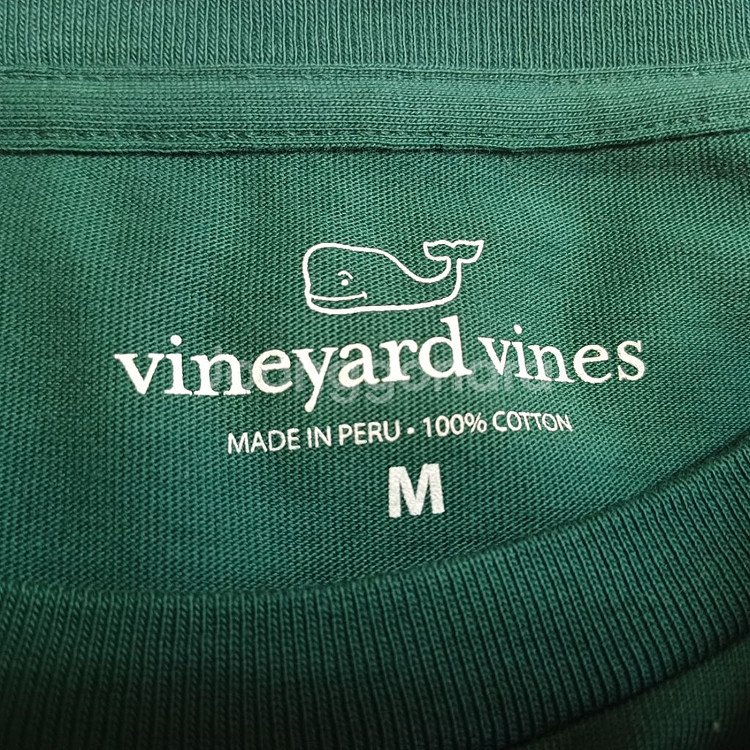 vineyard vines
MADE IN PERU • 100% COTTON
M